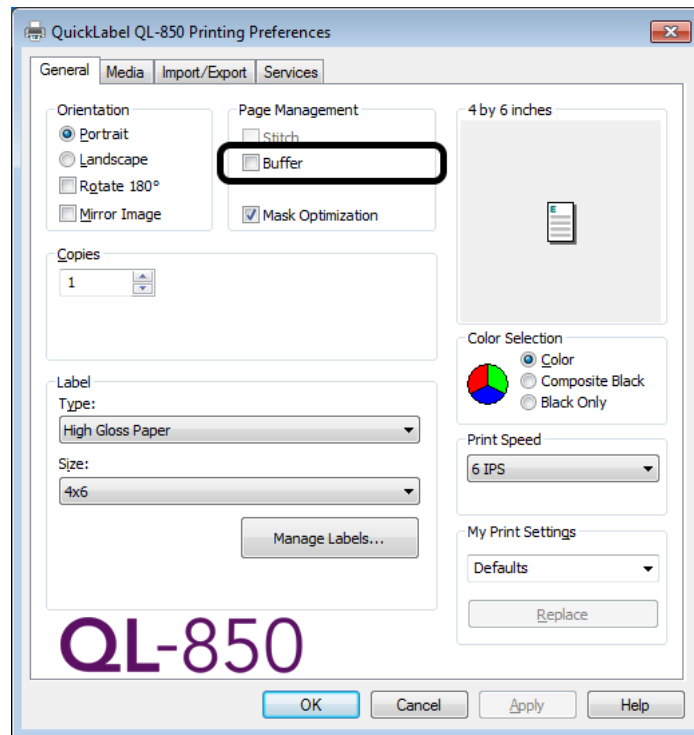 QuickLabel QL-850 Printing Preferences
General Media Import/Export Services
Orientation
Portrait
Landscape
Rotate 180°
Mirror Image
Page Management
Stitch
Buffer
Mask Optimization
4 by 6 inches
E
Copies
1
Color Selection
Color
Composite Black
Black Only
Label
Type:
High Gloss Paper
Size:
4x6
Manage Labels...
Print Speed
6 IPS
My Print Settings
Defaults
Replace
QL-850
OK Cancel Apply Help